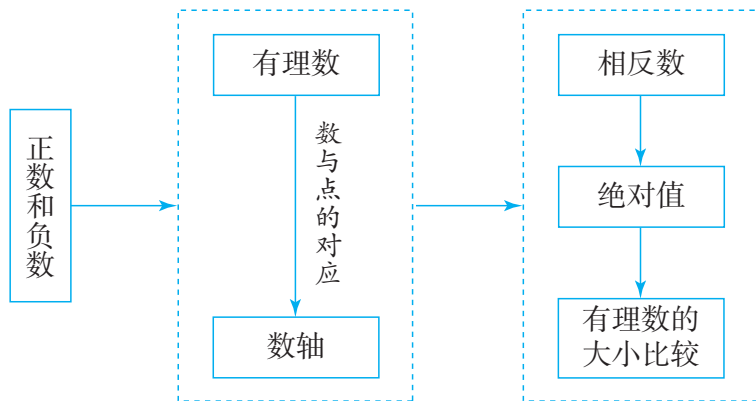 正数和负数
有理数
数与点的对应
数轴
相反数
绝对值
有理数的
大小比较